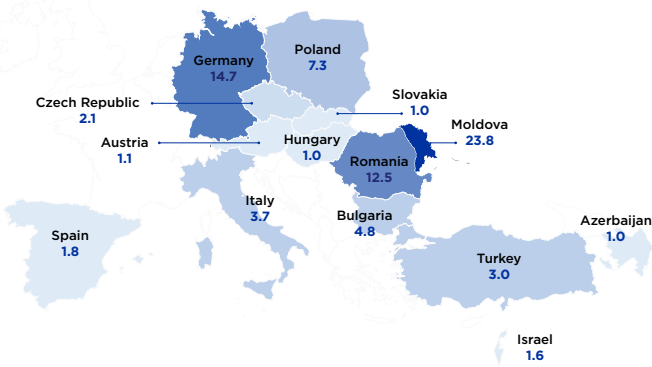 Germany
14.7
Poland
7.3
Czech Republic
2.1
Slovakia
1.0
Moldova
23.8
Austria
1.1
Hungary
1.0
Romania
12.5
Italy
3.7
Bulgaria
4.8
Spain
1.8
Azerbaijan
1.0
Turkey
3.0
Israel
1.6